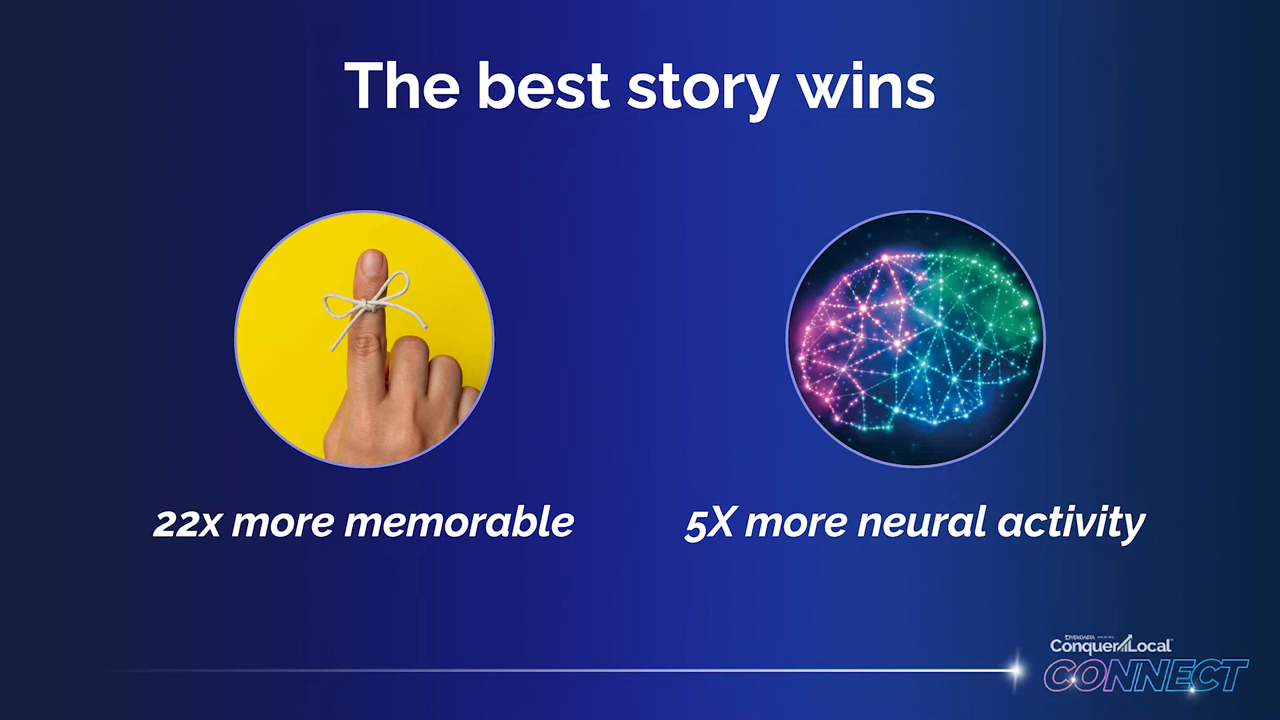 The best story wins
22x more memorable
5X more neural activity
Conquer Local
CONNECT